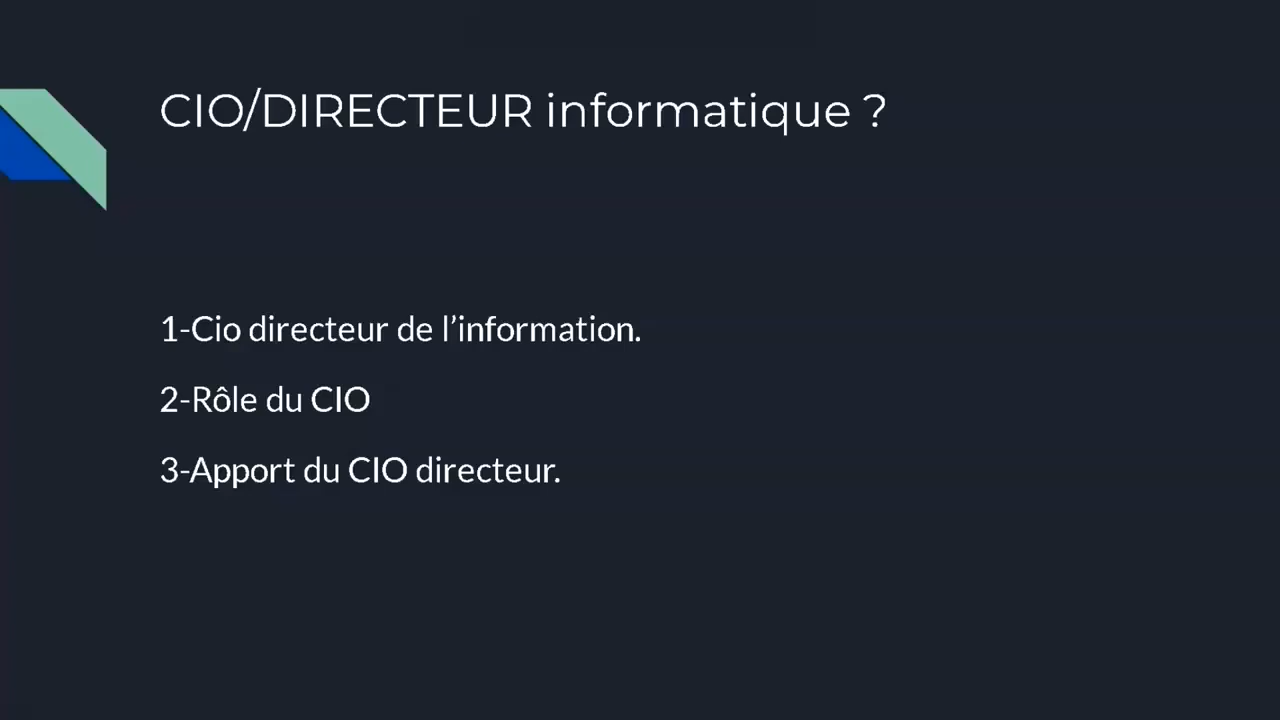 CIO/DIRECTEUR informatique ?
1-Cio directeur de l’information.
2-Rôle du CIO
3-Apport du CIO directeur.